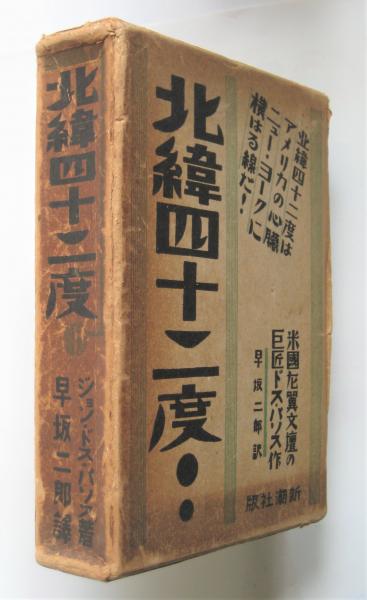 北緯四十二度
ジョン・ドス・パソス著
早坂二郎譯
北緯四十二度・・
北緯四十二度は
アメリカの心臓
ニュー・ヨークに
横はる線だ！
米國左翼文壇の
巨匠ドス・パソス作
早坂二郎訳
新潮社版